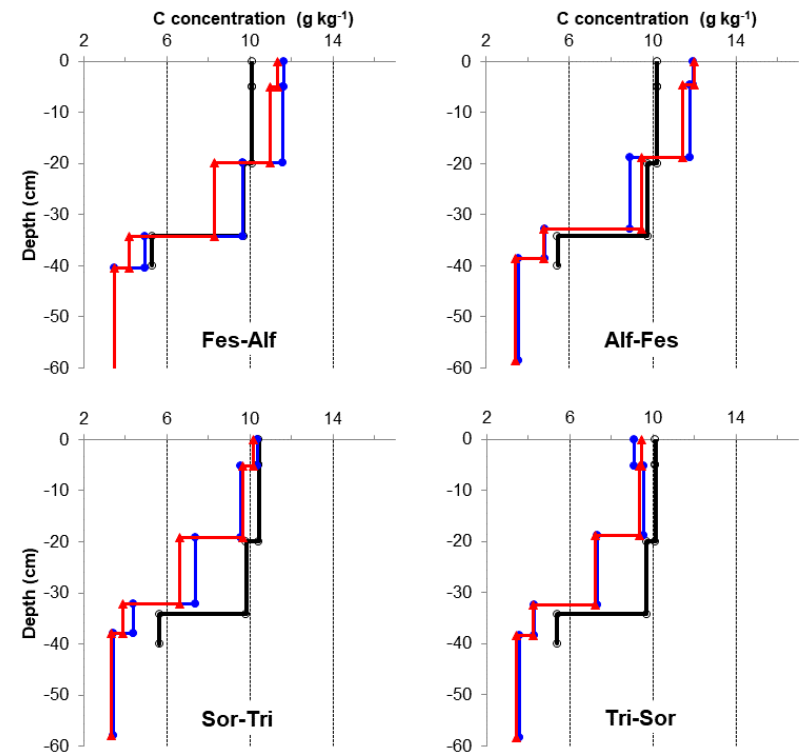 C concentration (g kg⁻¹) C concentration (g kg⁻¹)
2 6 10 14 2 6 10 14
0 0
-10 -10
-20 -20
-30 -30
-40 -40
-50 -50
-60 -60
Depth (cm)
Fes-Alf Alf-Fes
2 6 10 14 2 6 10 14
0 0
-10 -10
-20 -20
-30 -30
-40 -40
-50 -50
-60 -60
Depth (cm)
Sor-Tri Tri-Sor